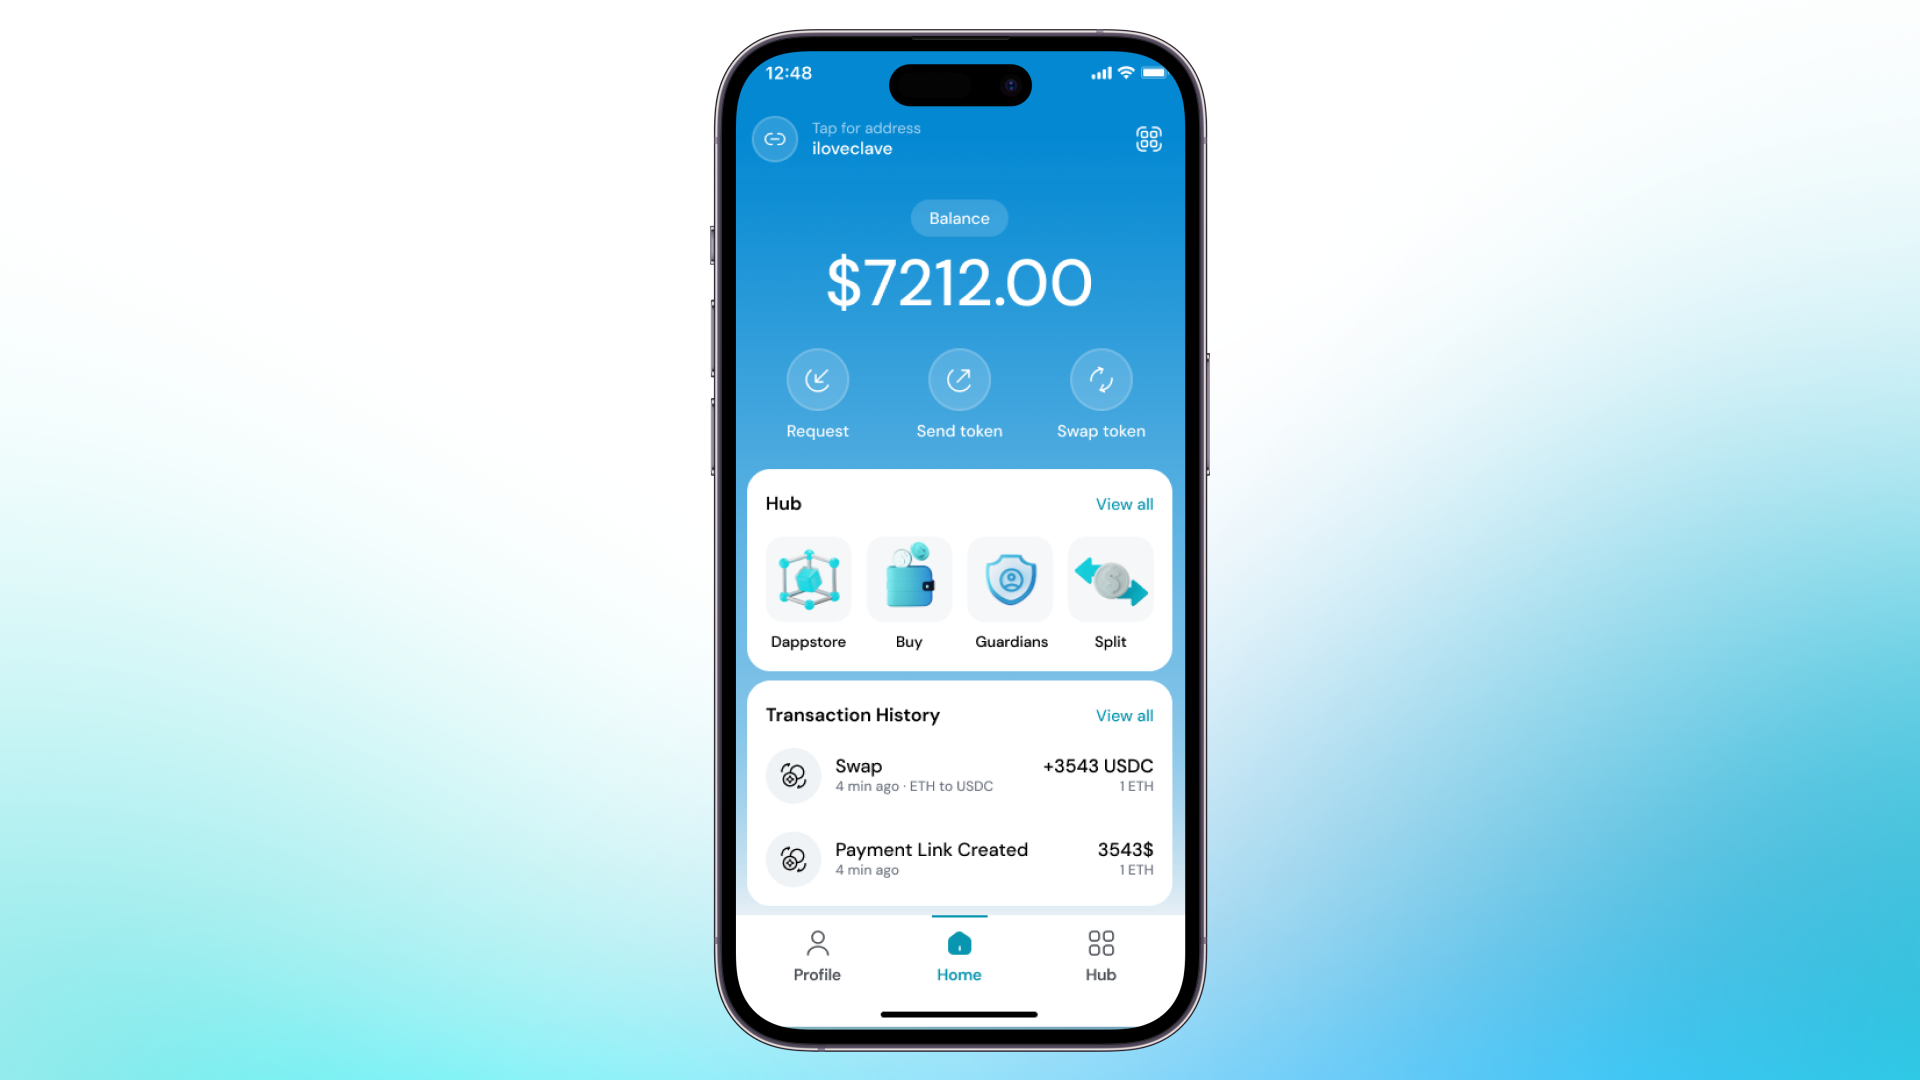 12:48
Tap for address
iloveclave
Balance
$7212.00
Request
Send token
Swap token
Hub
View all
Dappstore
Buy
Guardians
Split
Transaction History
View all
Swap
+3543 USDC
4 min ago · ETH to USDC
1 ETH
Payment Link Created
3543$
4 min ago
1 ETH
Profile
Home
Hub